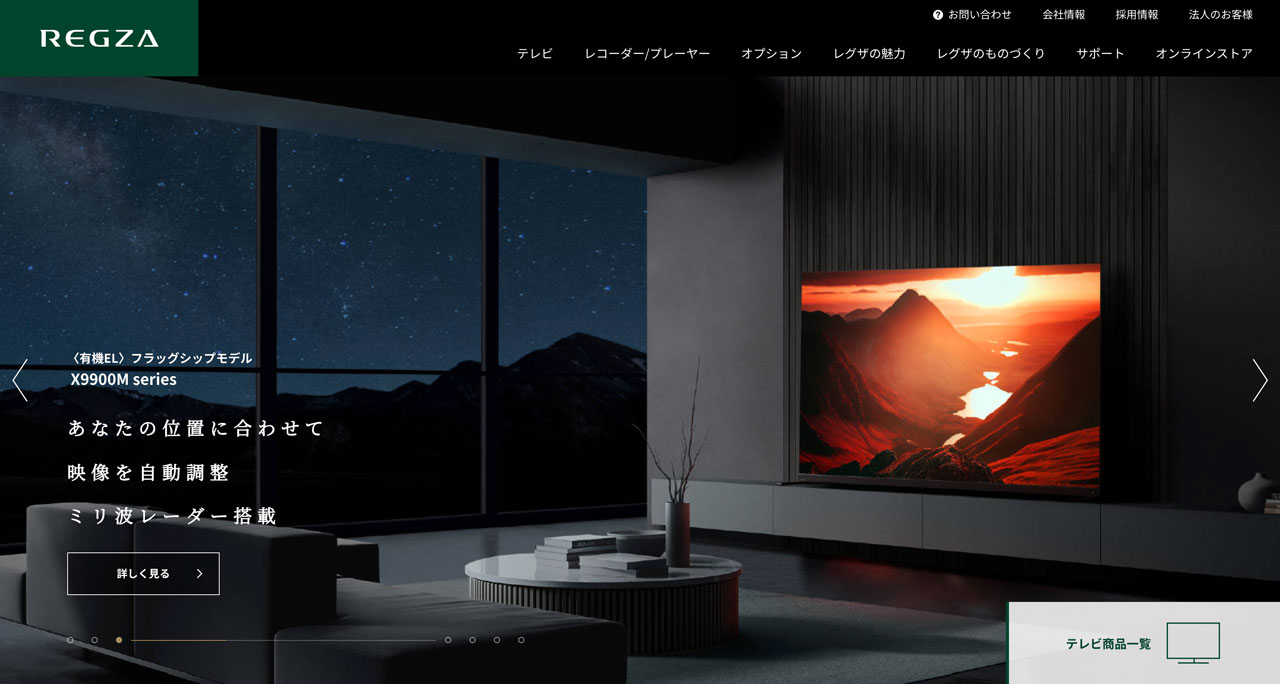 REGZA
お問い合わせ
会社情報
採用情報
法人のお客様
テレビ
レコーダー/プレーヤー
オプション
レグザの魅力
レグザのものづくり
サポート
オンラインストア
〈有機EL〉フラッグシップモデル
X9900M series
あなたの位置に合わせて
映像を自動調整
ミリ波レーダー搭載
詳しく見る
テレビ商品一覧